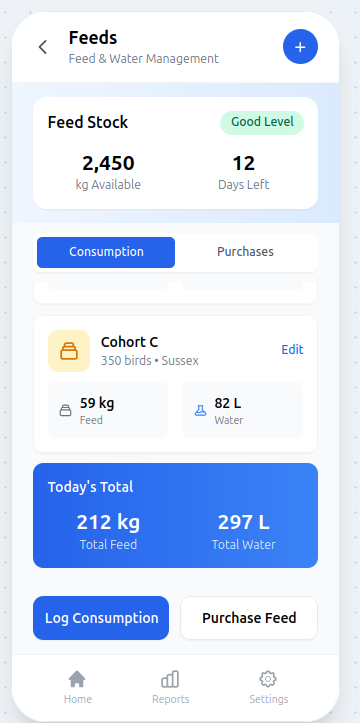 Feeds
Feed & Water Management
Feed Stock
Good Level
2,450
12
kg Available
Days Left
Consumption
Purchases
Cohort C
350 birds • Sussex
Edit
59 kg
Feed
82 L
Water
Today's Total
212 kg
297 L
Total Feed
Total Water
Log Consumption
Purchase Feed
Home
Reports
Settings